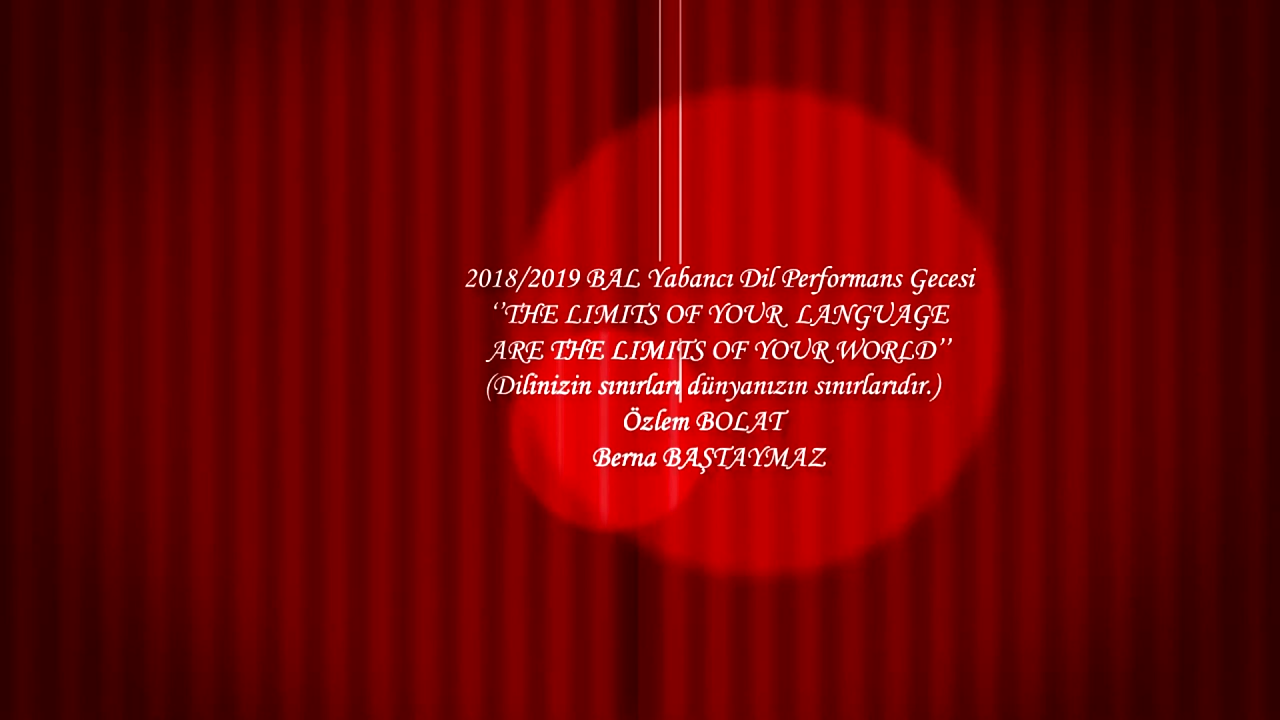 2018/2019 BAL Yabancı Dil Performans Gecesi
‘’THE LIMITS OF YOUR LANGUAGE
ARE THE LIMITS OF YOUR WORLD’’
(Dilinizin sınırları dünyanızın sınırlarıdır.)
Özlem BOLAT
Berna BAŞTAYMAZ